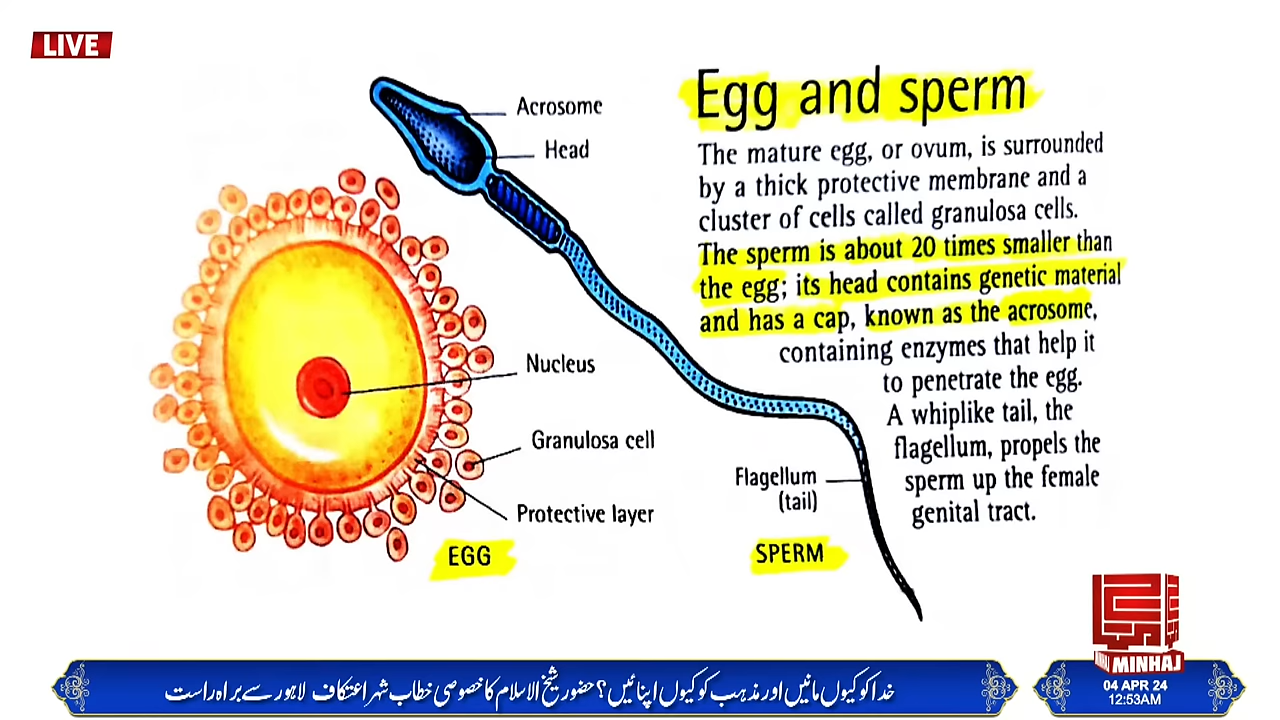 LIVE
Acrosome
Head
Nucleus
Granulosa cell
Protective layer
EGG
Flagellum
(tail)
SPERM
Egg and sperm
The mature egg, or ovum, is surrounded
by a thick protective membrane and a
cluster of cells called granulosa cells.
The sperm is about 20 times smaller than
the egg; its head contains genetic material
and has a cap, known as the acrosome,
containing enzymes that help it
to penetrate the egg.
A whiplike tail, the
flagellum, propels the
sperm up the female
genital tract.
MINHAJ
خدا کو کیوں مانیں اور مذہب کو کیوں اپنائیں؟ حضور شیخ الاسلام کا خصوصی خطاب شہر اعتکاف لاہور سے براہ راست
04 APR 24
12:53AM